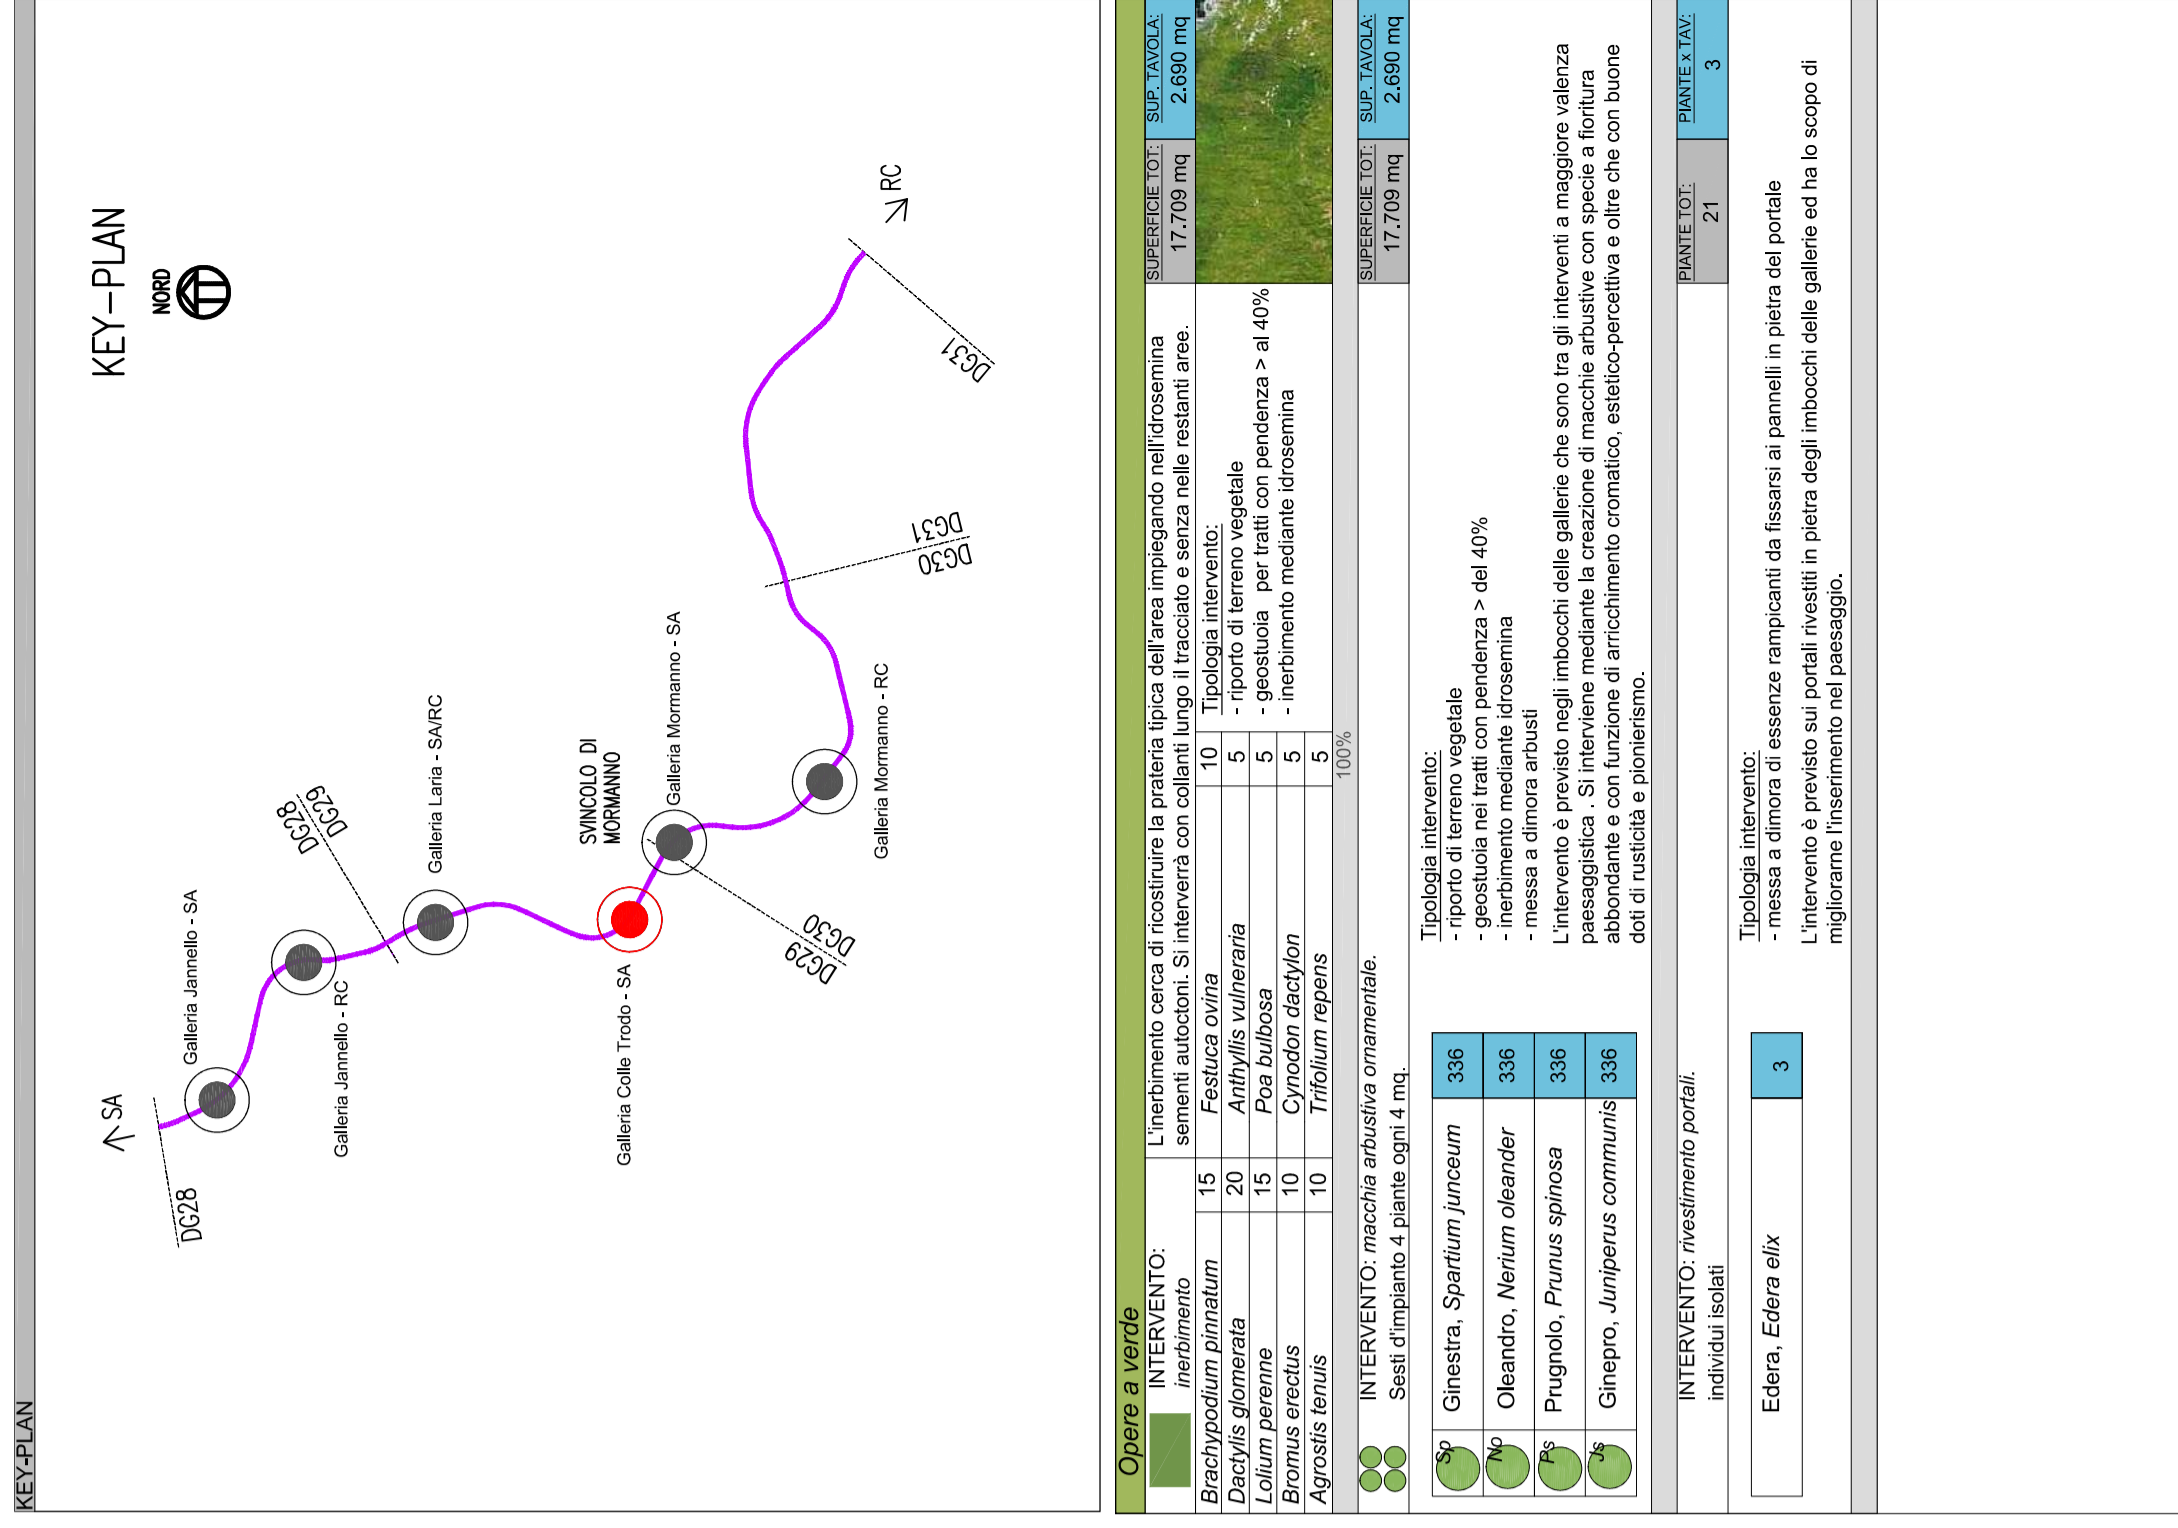 KEY-PLAN
KEY-PLAN
NORD
SA
RC
DG28
Galleria Jannello - SA
Galleria Jannello - RC
DG28
DG29
Galleria Laria - SA/RC
SVINCOLO DI
MORMANNO
Galleria Colle Trodo - SA
Galleria Mormanno - SA
DG29
DG30
Galleria Mormanno - RC
DG30
DG31
DG31
Opere a verde
INTERVENTO:
inerbimento
L'inerbimento cerca di ricostruire la prateria tipica dell'area impiegando nell'idrosemina
sementi autoctoni. Si interverrà con collanti lungo il tracciato e senza nelle restanti aree.
SUPERFICIE TOT:
17.709 mq
SUP. TAVOLA:
2.690 mq
Brachypodium pinnatum 15 Festuca ovina 10
Dactylis glomerata 20 Anthyllis vulneraria 5
Lolium perenne 15 Poa bulbosa 5
Bromus erectus 10 Cynodon dactylon 5
Agrostis tenuis 10 Trifolium repens 5
100%
Tipologia intervento:
- riporto di terreno vegetale
- geostuoia per tratti con pendenza > al 40%
- inerbimento mediante idrosemina
INTERVENTO: macchia arbustiva ornamentale.
Sesti d'impianto 4 piante ogni 4 mq.
SUPERFICIE TOT:
17.709 mq
SUP. TAVOLA:
2.690 mq
Sp Ginestra, Spartium junceum 336
No Oleandro, Nerium oleander 336
Ps Prugnolo, Prunus spinosa 336
Js Ginepro, Juniperus communis 336
Tipologia intervento:
- riporto di terreno vegetale
- geostuoia nei tratti con pendenza > del 40%
- inerbimento mediante idrosemina
- messa a dimora arbusti
L'intervento è previsto negli imbocchi delle gallerie che sono tra gli interventi a maggiore valenza
paesaggistica . Si interviene mediante la creazione di macchie arbustive con specie a fioritura
abbondante e con funzione di arricchimento cromatico, estetico-percettiva e oltre che con buone
doti di rusticità e pionierismo.
INTERVENTO: rivestimento portali.
individui isolati
PIANTE TOT:
21
PIANTE x TAV:
3
Edera, Edera elix 3
Tipologia intervento:
- messa a dimora di essenze rampicanti da fissarsi ai pannelli in pietra del portale
L'intervento è previsto sui portali rivestiti in pietra degli imbocchi delle gallerie ed ha lo scopo di
migliorarne l'inserimento nel paesaggio.